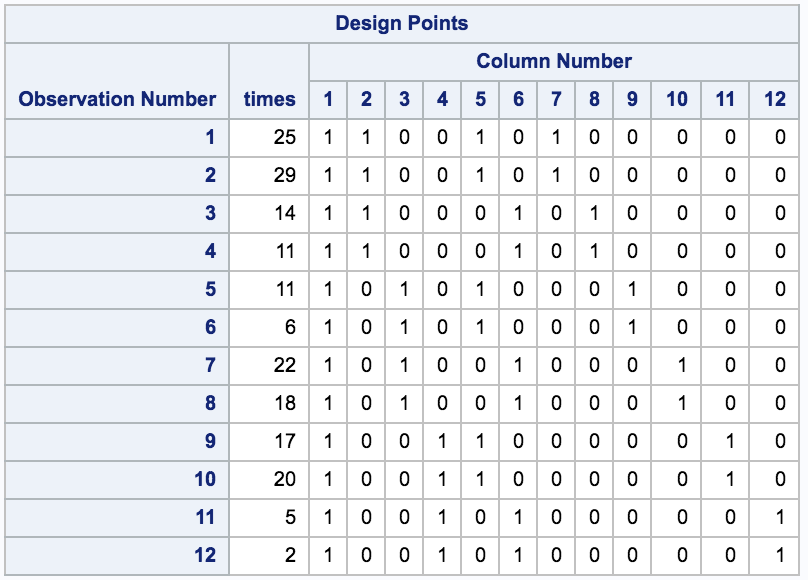 Design Points
Column Number
Observation Number times 1 2 3 4 5 6 7 8 9 10 11 12
1 25 1 1 0 0 1 0 1 0 0 0 0 0
2 29 1 1 0 0 1 0 1 0 0 0 0 0
3 14 1 1 0 0 0 1 0 1 0 0 0 0
4 11 1 1 0 0 0 1 0 1 0 0 0 0
5 11 1 0 1 0 1 0 0 0 1 0 0 0
6 6 1 0 1 0 1 0 0 0 1 0 0 0
7 22 1 0 1 0 0 1 0 0 0 1 0 0
8 18 1 0 1 0 0 1 0 0 0 1 0 0
9 17 1 0 0 1 1 0 0 0 0 0 1 0
10 20 1 0 0 1 1 0 0 0 0 0 1 0
11 5 1 0 0 1 0 1 0 0 0 0 0 1
12 2 1 0 0 1 0 1 0 0 0 0 0 1